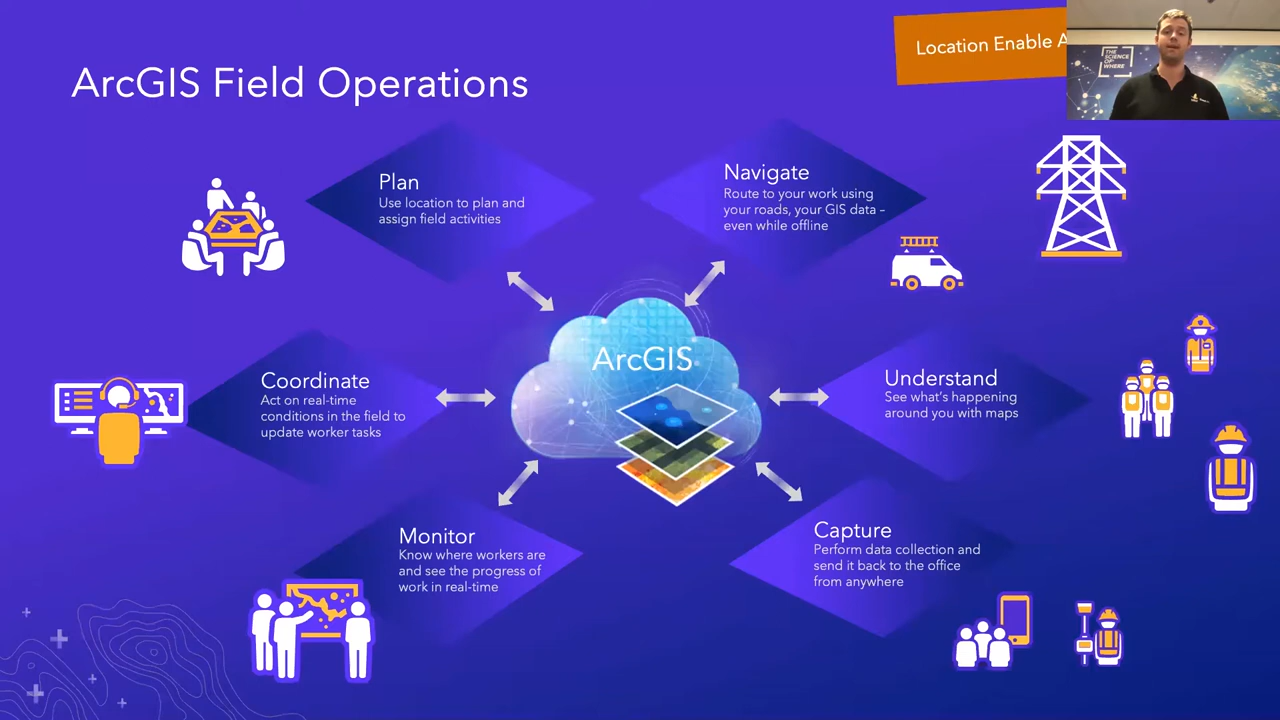 ArcGIS Field Operations
Location Enable
THE
SCIENCE
OF
WHERE
Plan
Use location to plan and
assign field activities
Navigate
Route to your work using
your roads, your GIS data –
even while offline
ArcGIS
Coordinate
Act on real-time
conditions in the field to
update worker tasks
Understand
See what's happening
around you with maps
Monitor
Know where workers are
and see the progress of
work in real-time
Capture
Perform data collection and
send it back to the office
from anywhere